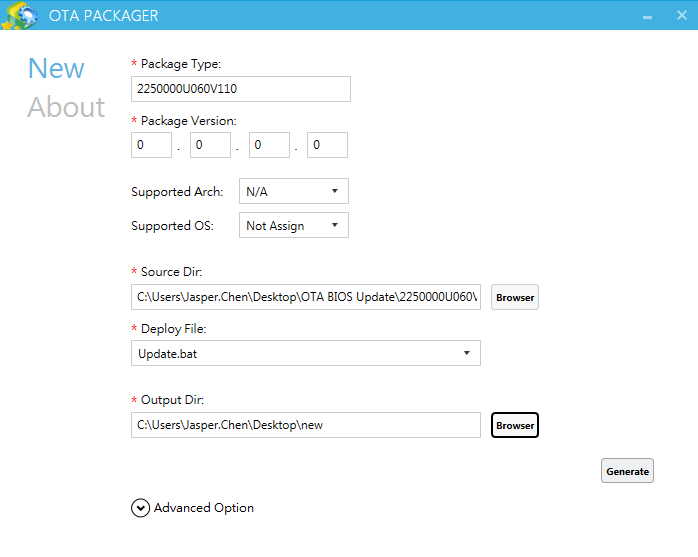 OTA PACKAGER
New
About
* Package Type:
2250000U060V110
* Package Version:
0 . 0 . 0 . 0
Supported Arch: N/A
Supported OS: Not Assign
* Source Dir:
C:\Users\Jasper.Chen\Desktop\OTA BIOS Update\2250000U060\ Browser
* Deploy File:
Update.bat
* Output Dir:
C:\Users\Jasper.Chen\Desktop\new Browser
Generate
Advanced Option